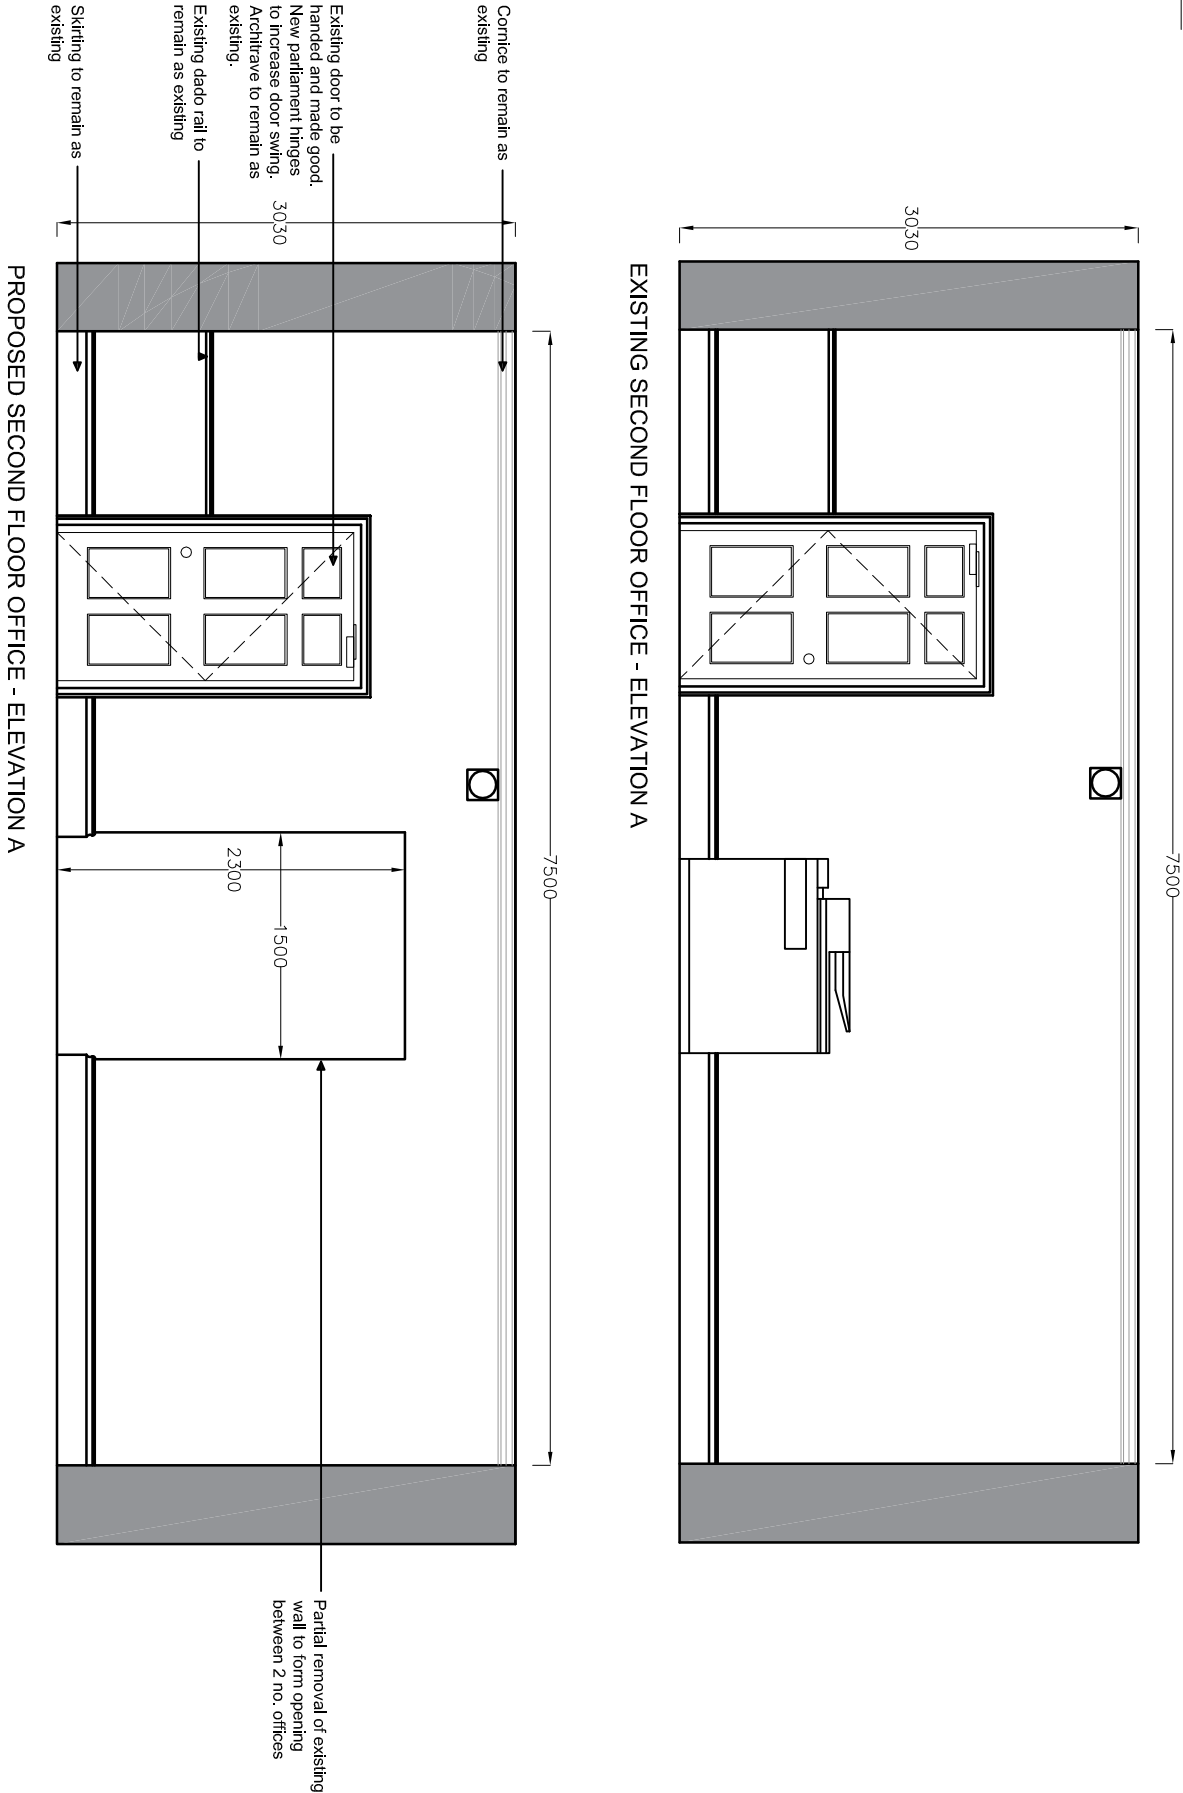 7500
3030
EXISTING SECOND FLOOR OFFICE - ELEVATION A
7500
Cornice to remain as
existing
3030
Existing door to be
handed and made good.
New parliament hinges
to increase door swing.
Architrave to remain as
existing.
Existing dado rail to
remain as existing
Skirting to remain as
existing
2300
1500
Partial removal of existing
wall to form opening
between 2 no. offices
PROPOSED SECOND FLOOR OFFICE - ELEVATION A